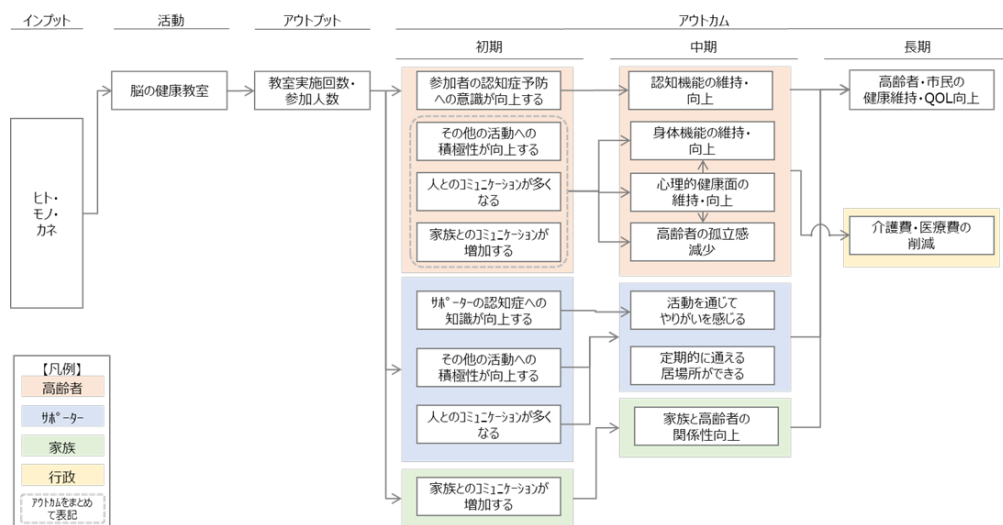 インプット
活動
アウトプット
アウトカム
初期
中期
長期
ヒト・
モノ・
カネ
脳の健康教室
教室実施回数・
参加人数
参加者の認知症予防
への意識が向上する
その他の活動への
積極性が向上する
人とのｺﾐｭﾆｹｰｼｮﾝが多く
なる
家族とのｺﾐｭﾆｹｰｼｮﾝが
増加する
認知機能の維持・
向上
身体機能の維持・
向上
心理的健康面の
維持・向上
高齢者の孤立感
減少
高齢者・市民の
健康維持・QOL向上
介護費・医療費の
削減
ｻﾎﾟｰﾀｰの認知症への
知識が向上する
その他の活動への
積極性が向上する
人とのｺﾐｭﾆｹｰｼｮﾝが多く
なる
活動を通じて
やりがいを感じる
定期的に通える
居場所ができる
家族とのｺﾐｭﾆｹｰｼｮﾝが
増加する
家族と高齢者の
関係性向上
【凡例】
高齢者
ｻﾎﾟｰﾀｰ
家族
行政
ｱｳﾄｶﾑをまとめ
て表記